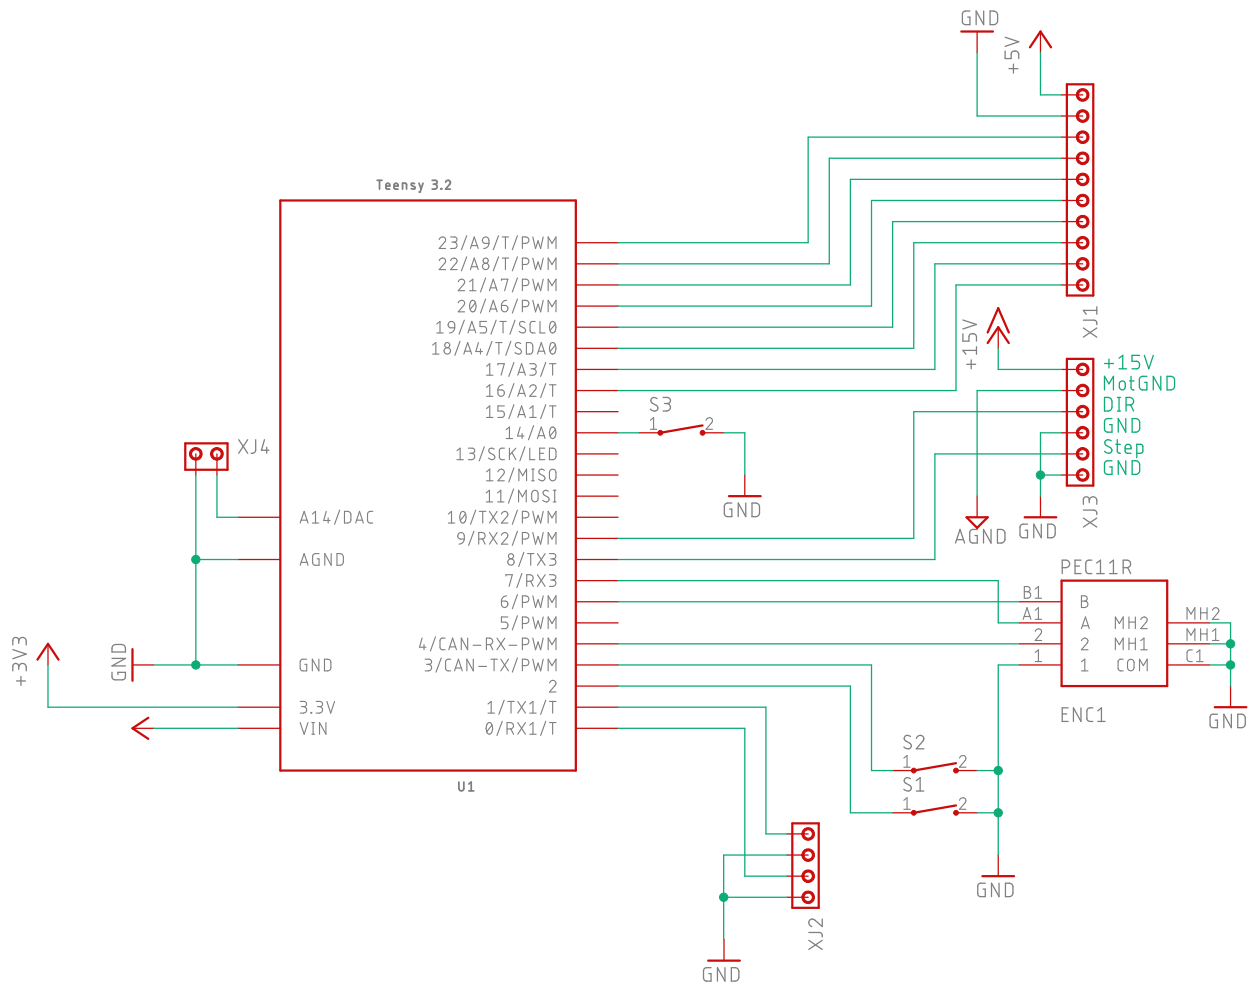 GND
+5V
Teensy 3.2
23/A9/T/PWM
22/A8/T/PWM
21/A7/PWM
20/A6/PWM
19/A5/T/SCL0
18/A4/T/SDA0
17/A3/T
16/A2/T
15/A1/T
14/A0
13/SCK/LED
12/MISO
11/MOSI
10/TX2/PWM
9/RX2/PWM
8/TX3
7/RX3
6/PWM
5/PWM
4/CAN-RX-PWM
3/CAN-TX/PWM
2
1/TX1/T
0/RX1/T
A14/DAC
AGND
GND
3.3V
VIN
U1
XJ4
GND
+3V3
S3
1 2
GND
XJ1
+15V
+15V
MotGND
DIR
GND
Step
GND
XJ3
AGND
GND
PEC11R
B1
A1
2
1
B
A MH2
2 MH1
1 COM
MH2
MH1
C1
ENC1
GND
S2
1 2
S1
1 2
GND
XJ2
GND